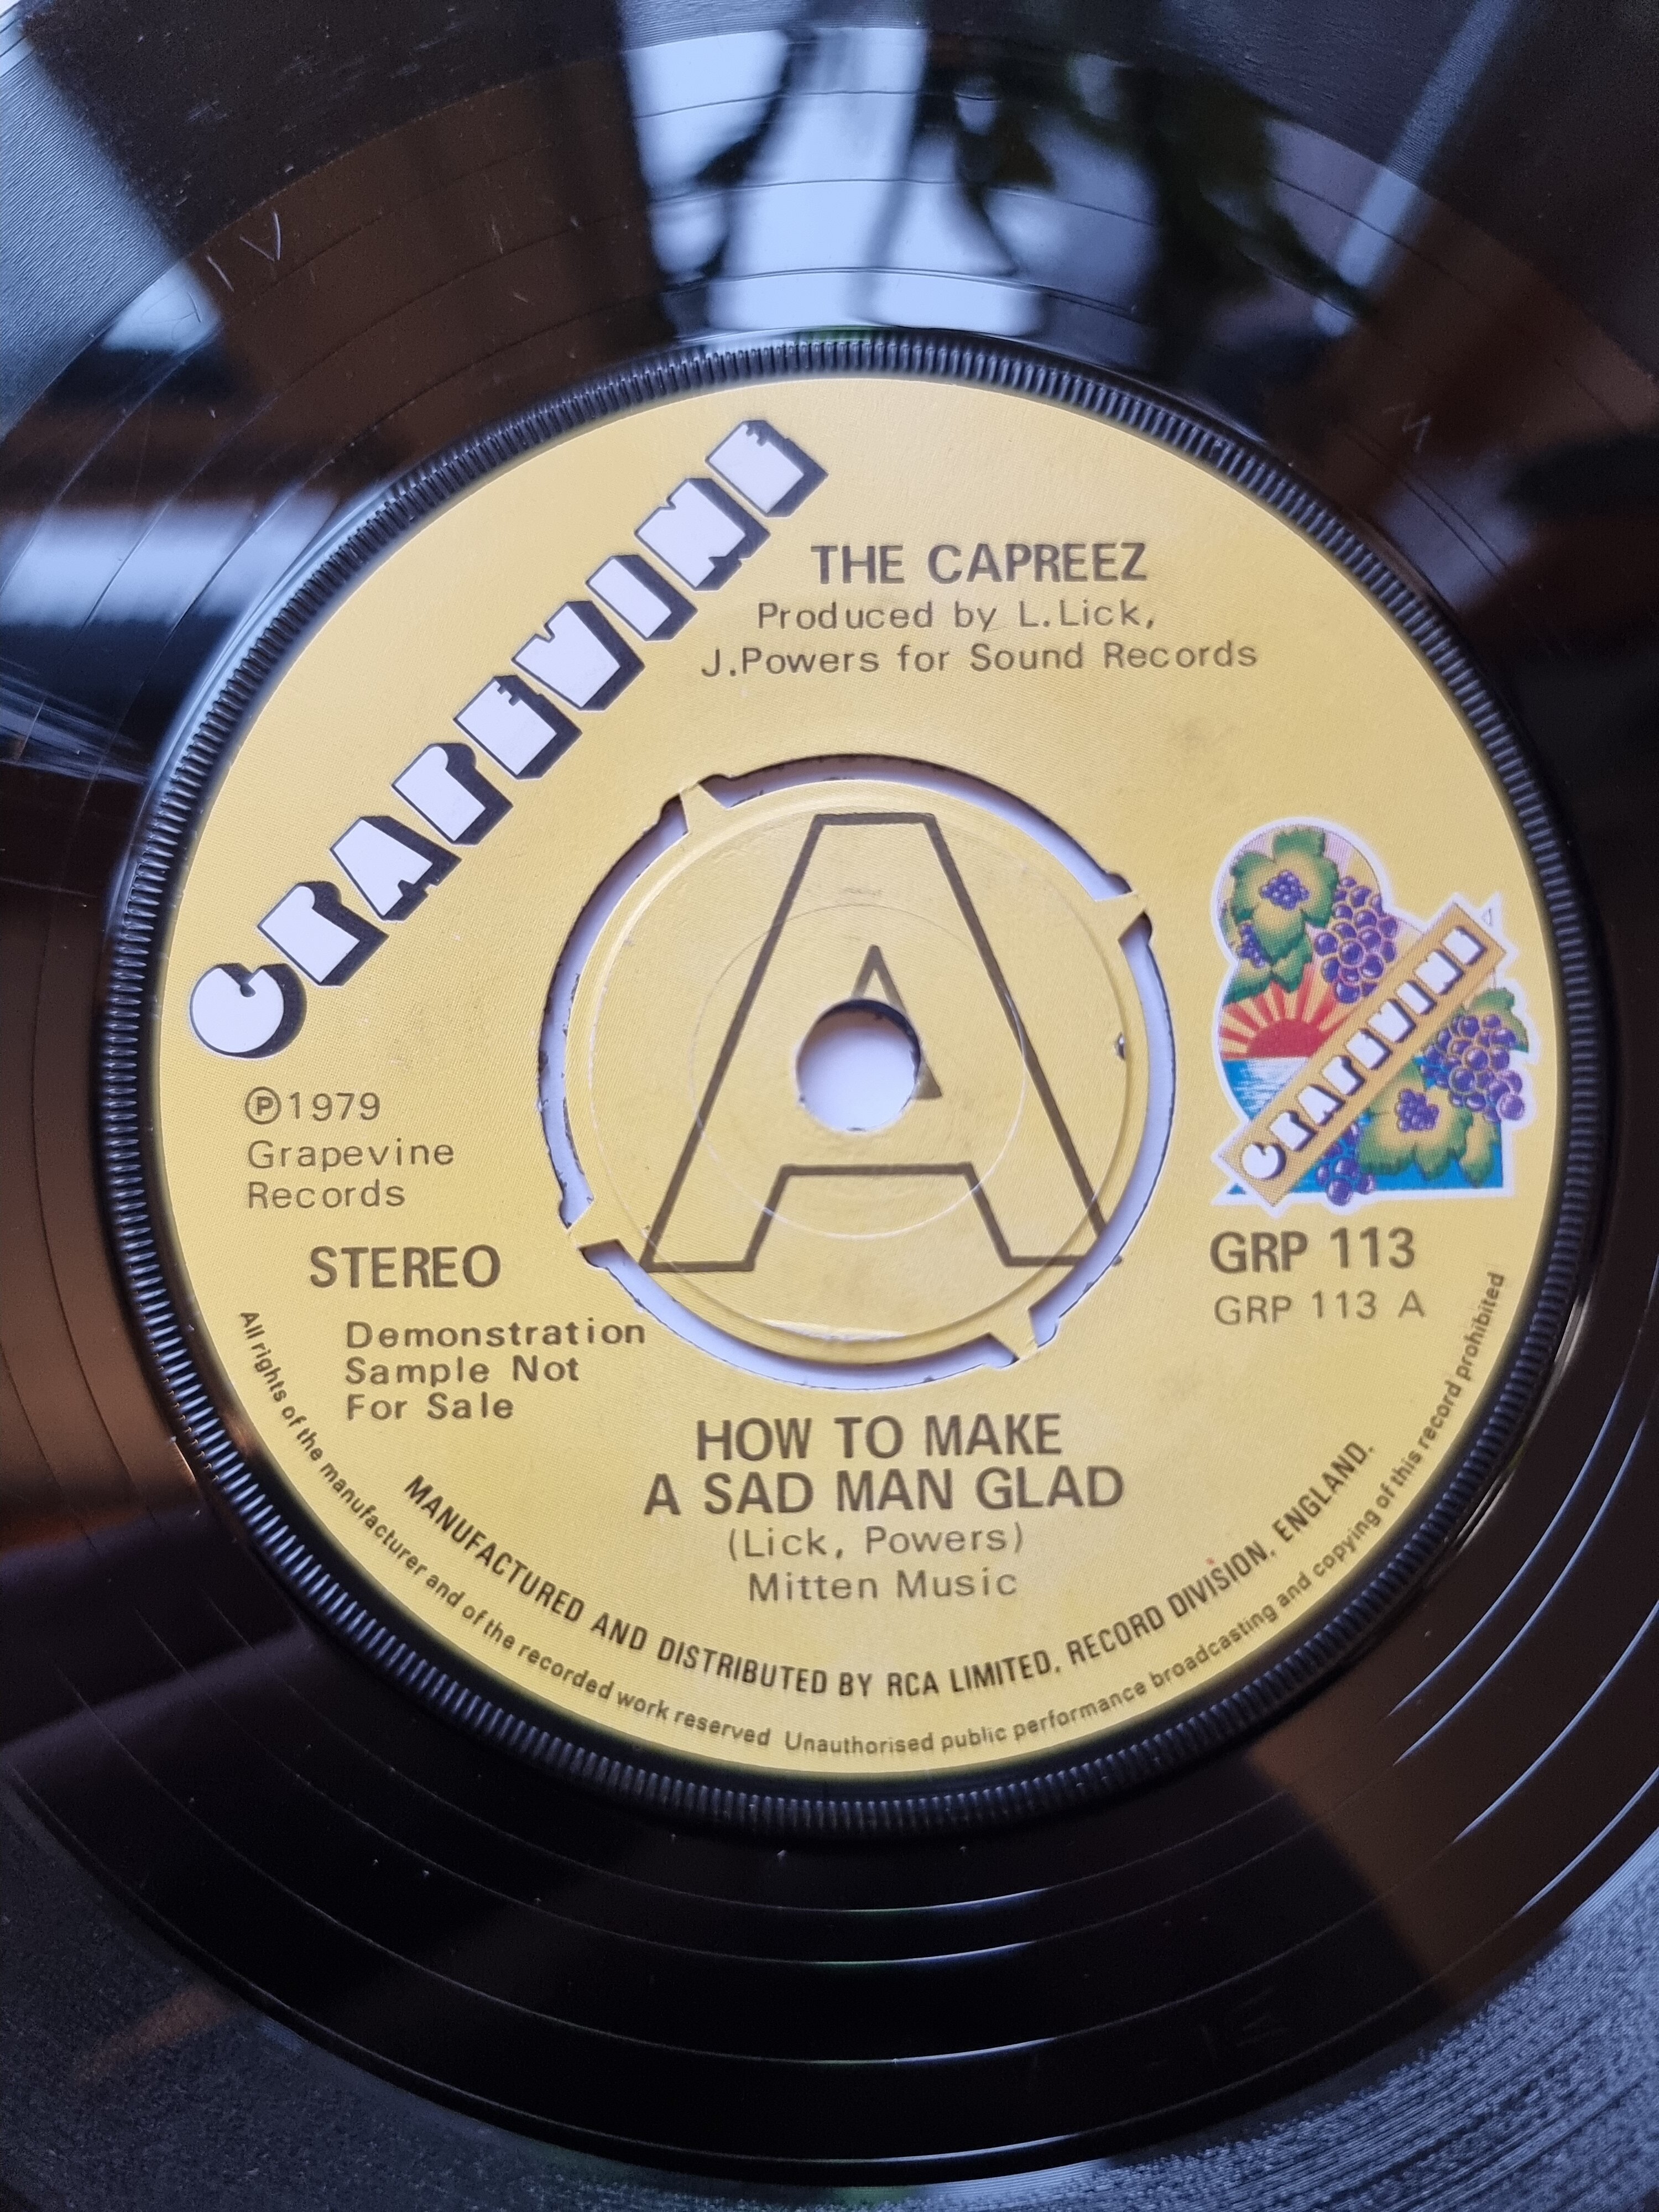 GRAPEVINE
THE CAPREEZ
Produced by L.Lick,
J.Powers for Sound Records
A
GRAPEVINE
Ⓟ1979
Grapevine
Records
STEREO
Demonstration
Sample Not
For Sale
GRP 113
GRP 113 A
HOW TO MAKE
A SAD MAN GLAD
(Lick, Powers)
Mitten Music
MANUFACTURED AND DISTRIBUTED BY RCA LIMITED, RECORD DIVISION, ENGLAND.
All rights of the manufacturer and of the recorded work reserved Unauthorised public performance broadcasting and copying of this record prohibited